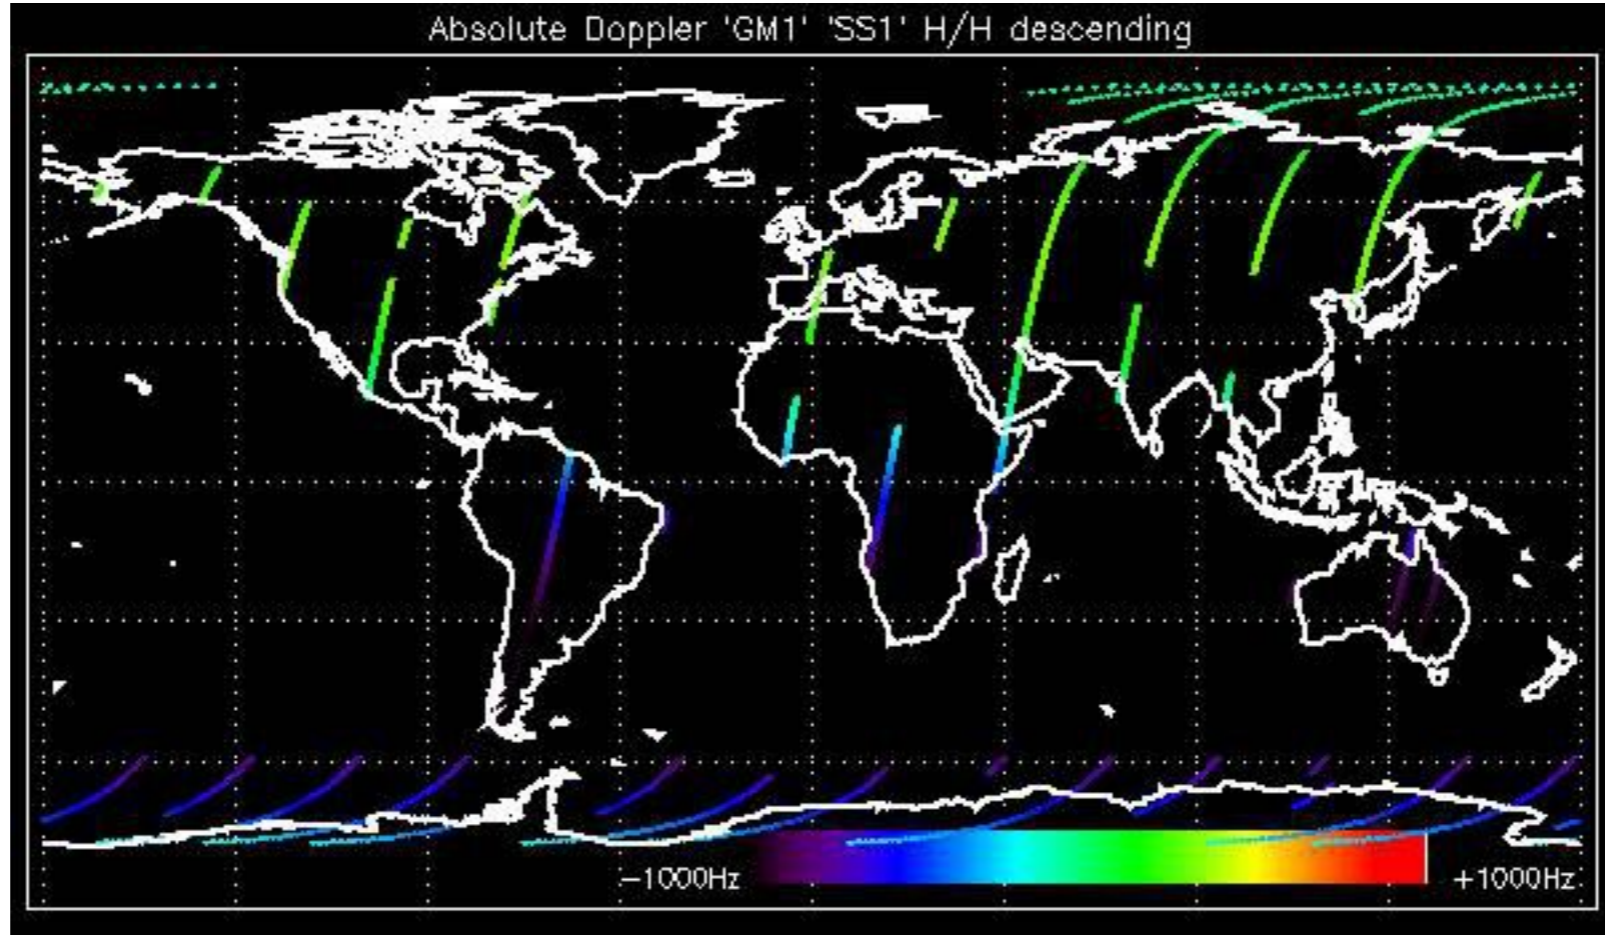 Absolute Doppler 'GM1' 'SS1' H/H descending
−1000Hz
+1000Hz